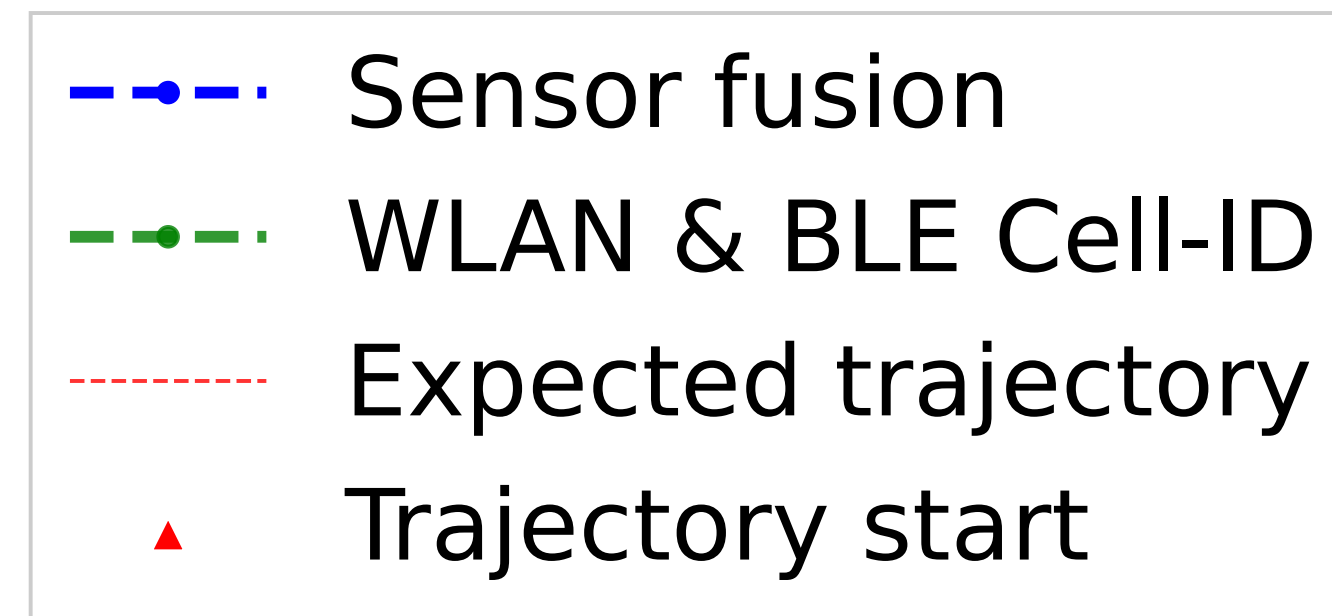 Sensor fusion
WLAN & BLE Cell-ID
Expected trajectory
Trajectory start